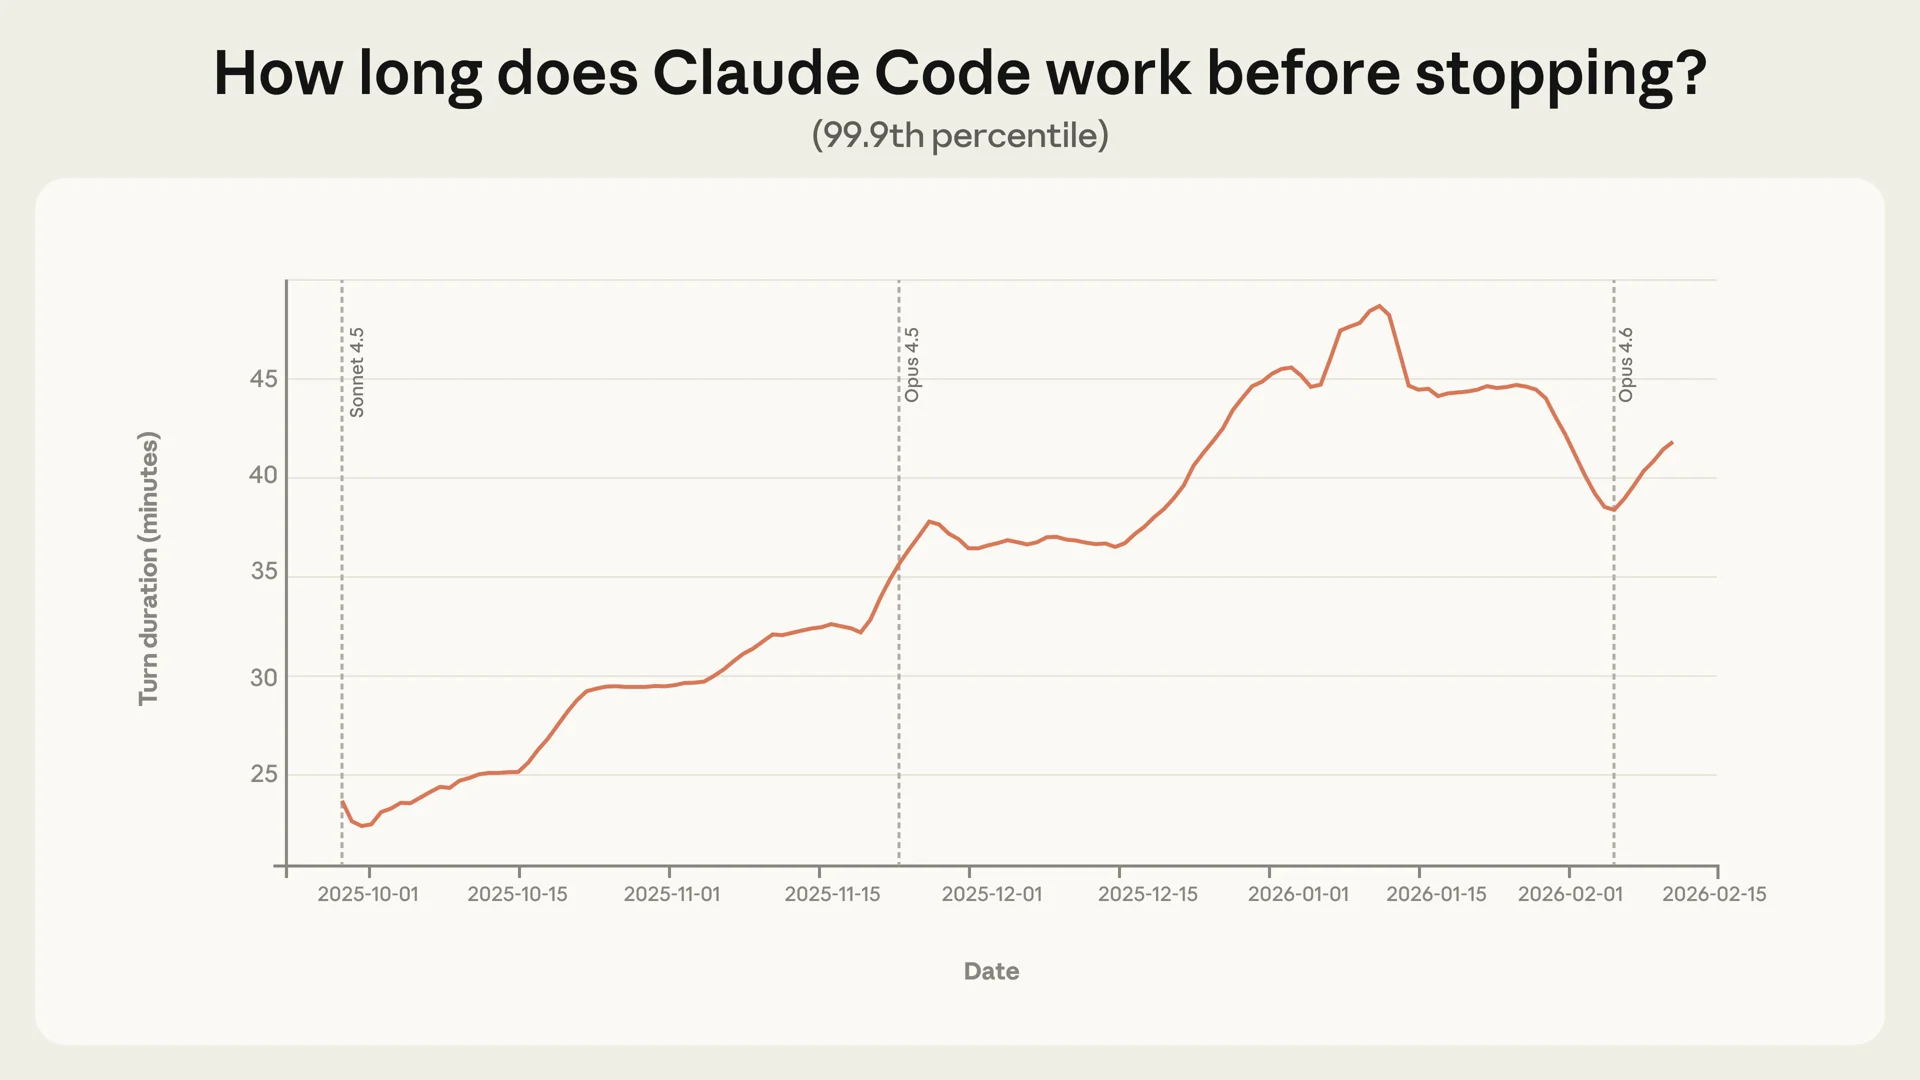 How long does Claude Code work before stopping?
(99.9th percentile)
Sonnet 4.5
Opus 4.5
Opus 4.6
Turn duration (minutes)
45
40
35
30
25
2025-10-01
2025-10-15
2025-11-01
2025-11-15
2025-12-01
2025-12-15
2026-01-01
2026-01-15
2026-02-01
2026-02-15
Date